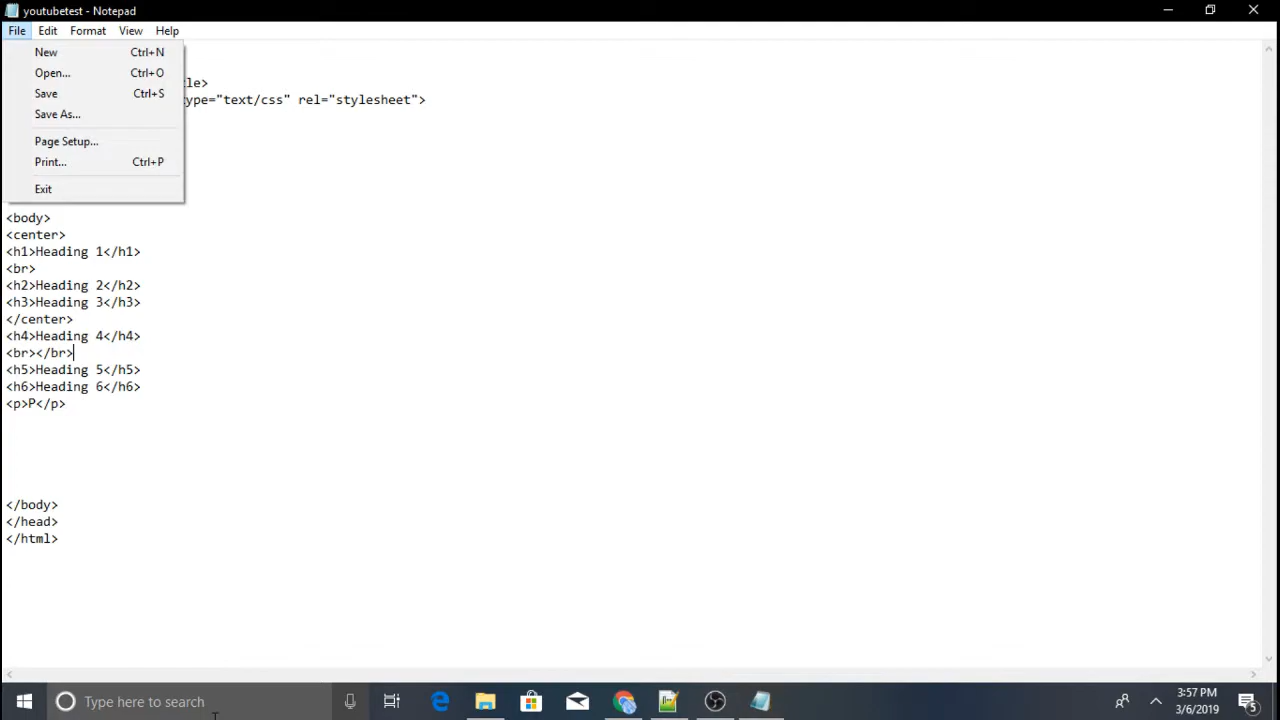 youtubetest - Notepad
File Edit Format View Help
New Ctrl+N
Open... Ctrl+O
Save Ctrl+S
Save As...
Page Setup...
Print... Ctrl+P
Exit
le>
ype="text/css" rel="stylesheet">
<body>
<center>
<h1>Heading 1</h1>
<br>
<h2>Heading 2</h2>
<h3>Heading 3</h3>
</center>
<h4>Heading 4</h4>
<br></br>
<h5>Heading 5</h5>
<h6>Heading 6</h6>
<p>P</p>
</body>
</head>
</html>
Type here to search
3:57 PM
3/6/2019
5